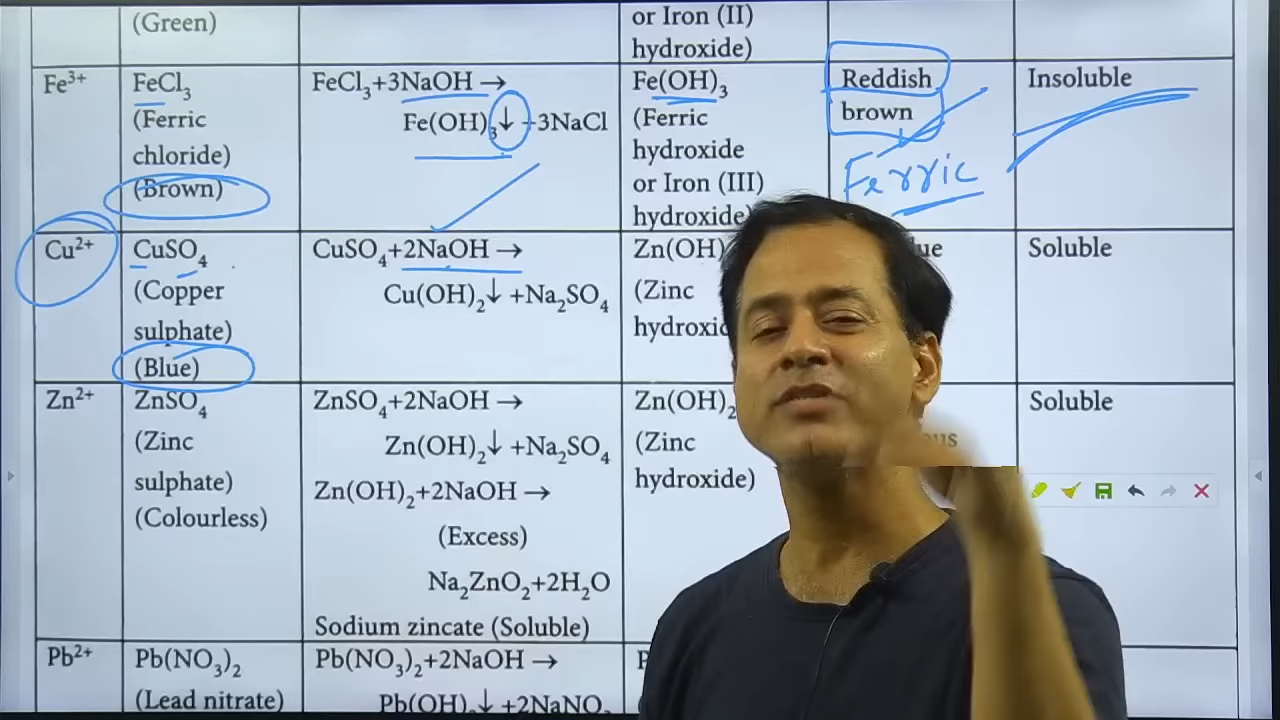 (Green)
or Iron (II)
hydroxide)
Fe³⁺
FeCl₃
(Ferric
chloride)
(Brown)
FeCl₃+3NaOH →
Fe(OH)₃↓ +3NaCl
Fe(OH)₃
(Ferric
hydroxide
or Iron (III)
hydroxide)
Reddish
brown
Ferric
Insoluble
Cu²⁺
CuSO₄
(Copper
sulphate)
(Blue)
CuSO₄+2NaOH →
Cu(OH)₂↓ +Na₂SO₄
Zn(OH)
(Zinc
Soluble
Zn²⁺
ZnSO₄
(Zinc
sulphate)
(Colourless)
ZnSO₄+2NaOH →
Zn(OH)₂↓ +Na₂SO₄
Zn(OH)₂+2NaOH →
(Excess)
Na₂ZnO₂+2H₂O
Sodium zincate (Soluble)
Zn(OH)₂
(Zinc
hydroxide)
Soluble
Pb²⁺
Pb(NO₃)₂
(Lead nitrate)
Pb(NO₃)₂+2NaOH →
Pb(OH)₂↓ +2NaNO₃